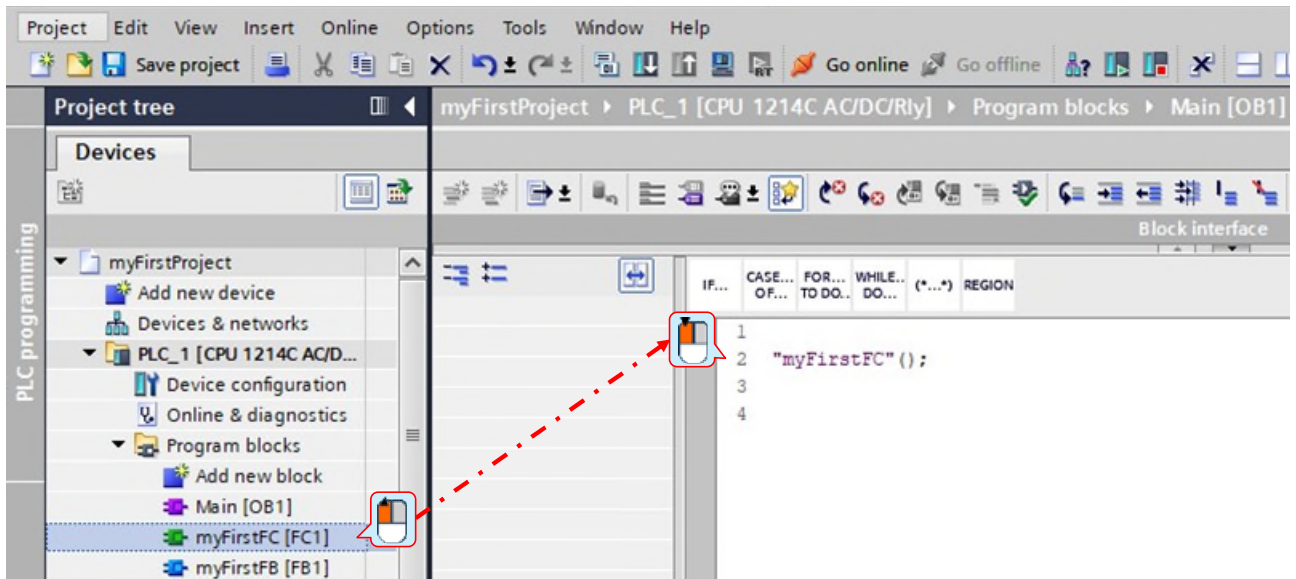 Project Edit View Insert Online Options Tools Window Help
Save project Go online Go offline
Project tree
myFirstProject PLC_1 [CPU 1214C AC/DC/Rly] Program blocks Main [OB1]
Devices
Block interface
PLC programming
myFirstProject
Add new device
Devices & networks
PLC_1 [CPU 1214C AC/D...
Device configuration
Online & diagnostics
Program blocks
Add new block
Main [OB1]
myFirstFC [FC1]
myFirstFB [FB1]
IF... CASE... FOR... WHILE.. (*...*) REGION
OF... TO DO.. DO...
1
2 "myFirstFC"();
3
4